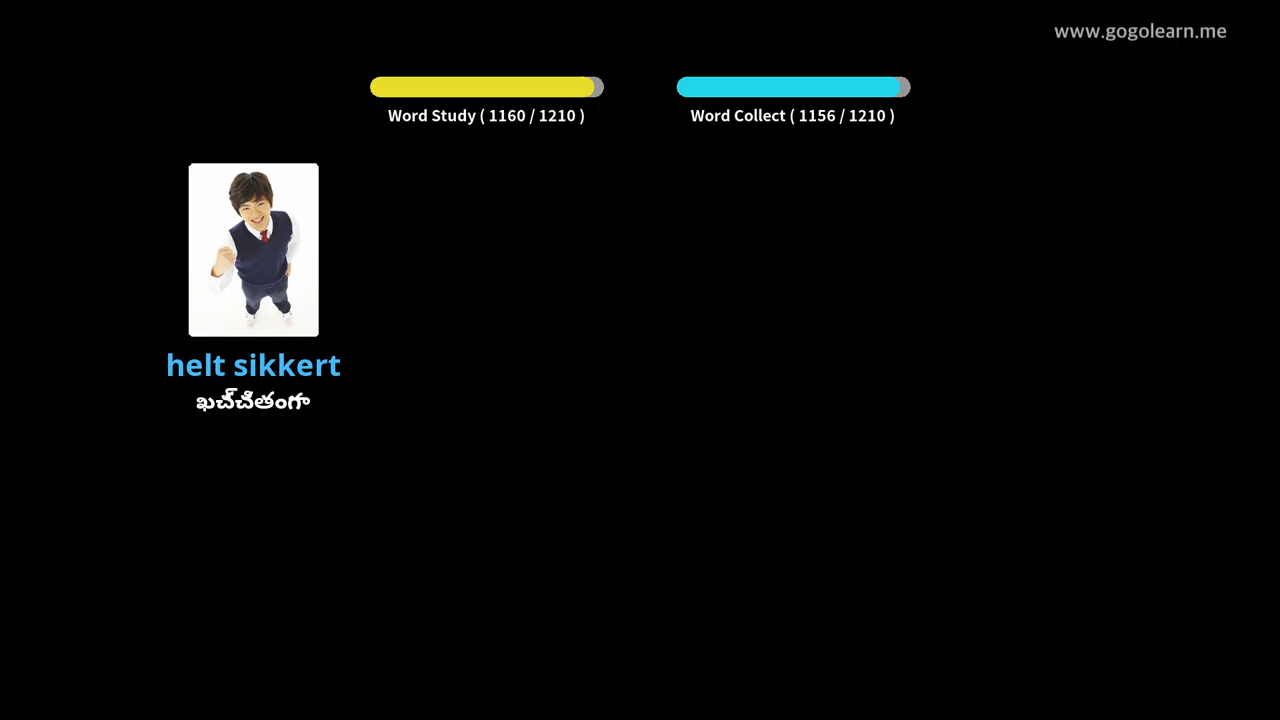 www.gogolearn.me
Word Study ( 1160 / 1210 )
Word Collect ( 1156 / 1210 )
helt sikkert
ఖచ్చితంగా